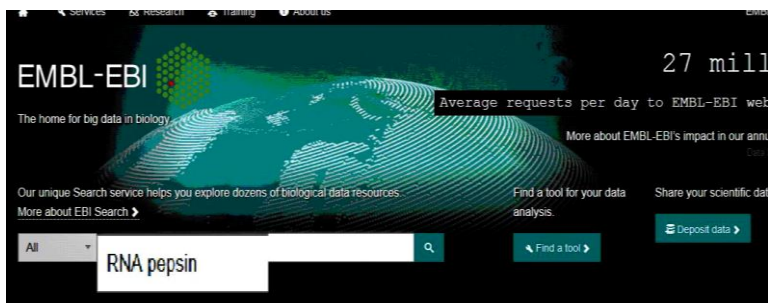 Services Research Training About us EMBL
EMBL-EBI
27 mill
Average requests per day to EMBL-EBI web
The home for big data in biology
More about EMBL-EBI's impact in our annu
Our unique Search service helps you explore dozens of biological data resources.
More about EBI Search
Find a tool for your data
analysis.
Share your scientific dat
Deposit data
All
RNA pepsin
Find a tool